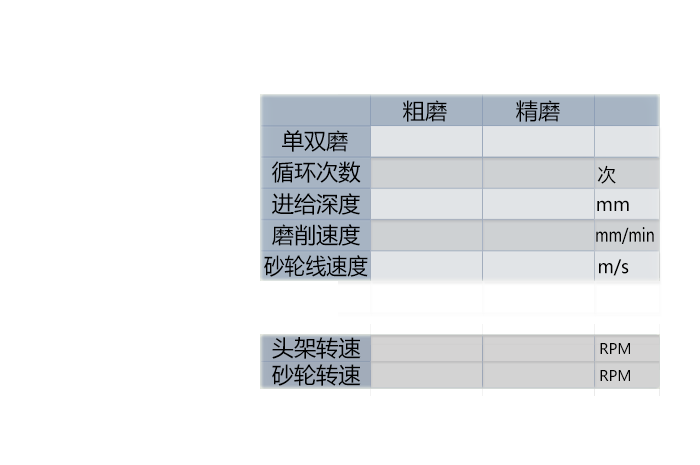 粗磨 精磨
单双磨
循环次数 次
进给深度 mm
磨削速度 mm/min
砂轮线速度 m/s
头架转速 RPM
砂轮转速 RPM